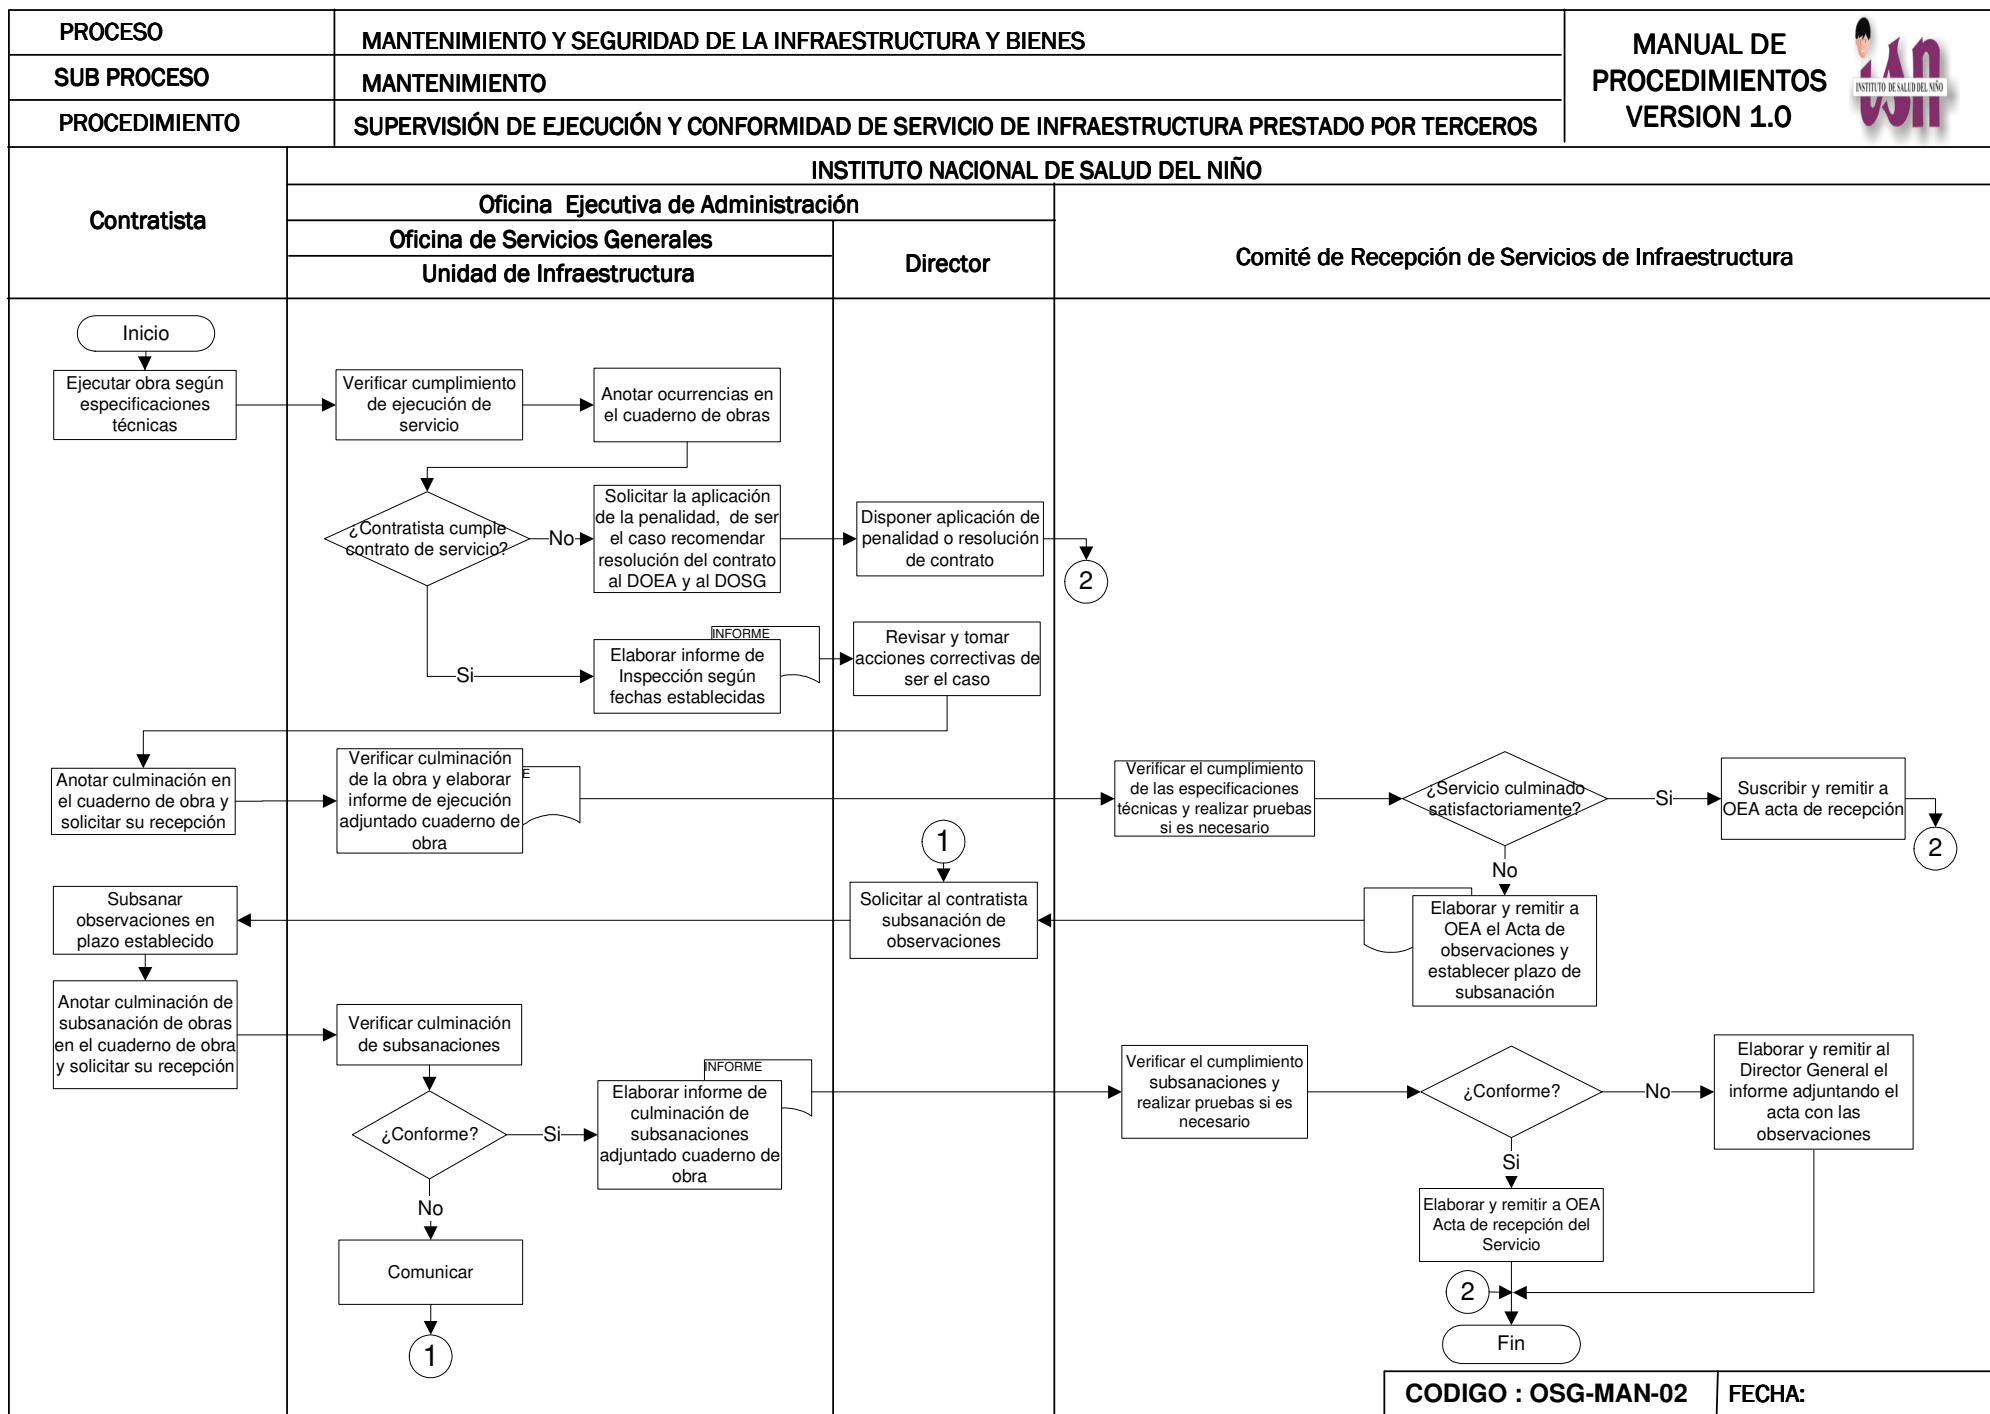 PROCESO
MANTENIMIENTO Y SEGURIDAD DE LA INFRAESTRUCTURA Y BIENES
SUB PROCESO
MANTENIMIENTO
PROCEDIMIENTO
SUPERVISIÓN DE EJECUCIÓN Y CONFORMIDAD DE SERVICIO DE INFRAESTRUCTURA PRESTADO POR TERCEROS
MANUAL DE
PROCEDIMIENTOS
VERSION 1.0
isn
INSTITUTO DE SALUD DEL NIÑO
INSTITUTO NACIONAL DE SALUD DEL NIÑO
Contratista
Oficina Ejecutiva de Administración
Oficina de Servicios Generales
Unidad de Infraestructura
Director
Comité de Recepción de Servicios de Infraestructura
Inicio
Ejecutar obra según
especificaciones
técnicas
Verificar cumplimiento
de ejecución de
servicio
Anotar ocurrencias en
el cuaderno de obras
¿Contratista cumple
contrato de servicio?
No
Solicitar la aplicación
de la penalidad, de ser
el caso recomendar
resolución del contrato
al DOEA y al DOSG
Disponer aplicación de
penalidad o resolución
de contrato
2
Si
INFORME
Elaborar informe de
Inspección según
fechas establecidas
Revisar y tomar
acciones correctivas de
ser el caso
Anotar culminación en
el cuaderno de obra y
solicitar su recepción
Verificar culminación
de la obra y elaborar
informe de ejecución
adjuntado cuaderno de
obra
E
Verificar el cumplimiento
de las especificaciones
técnicas y realizar pruebas
si es necesario
¿Servicio culminado
satisfactoriamente?
Si
Suscribir y remitir a
OEA acta de recepción
2
No
1
Subsanar
observaciones en
plazo establecido
Solicitar al contratista
subsanación de
observaciones
Elaborar y remitir a
OEA el Acta de
observaciones y
establecer plazo de
subsanación
Anotar culminación de
subsanación de obras
en el cuaderno de obra
y solicitar su recepción
Verificar culminación
de subsanaciones
¿Conforme?
Si
INFORME
Elaborar informe de
culminación de
subsanaciones
adjuntado cuaderno de
obra
Verificar el cumplimiento
subsanaciones y
realizar pruebas si es
necesario
¿Conforme?
No
Elaborar y remitir al
Director General el
informe adjuntando el
acta con las
observaciones
No
Comunicar
1
Si
Elaborar y remitir a OEA
Acta de recepción del
Servicio
2
Fin
CODIGO : OSG-MAN-02
FECHA: